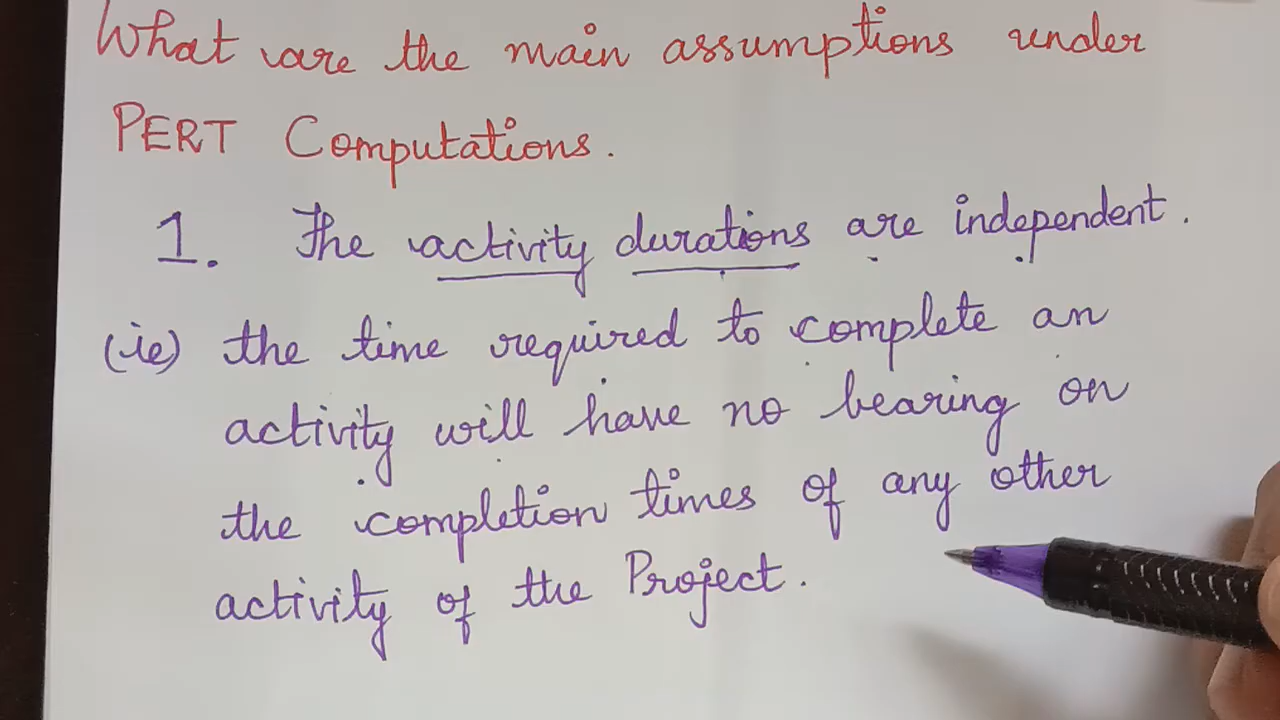 What are the main assumptions under
PERT Computations.
1. The activity durations are independent.
(ie) the time required to complete an
activity will have no bearing on
the completion times of any other
activity of the Project.